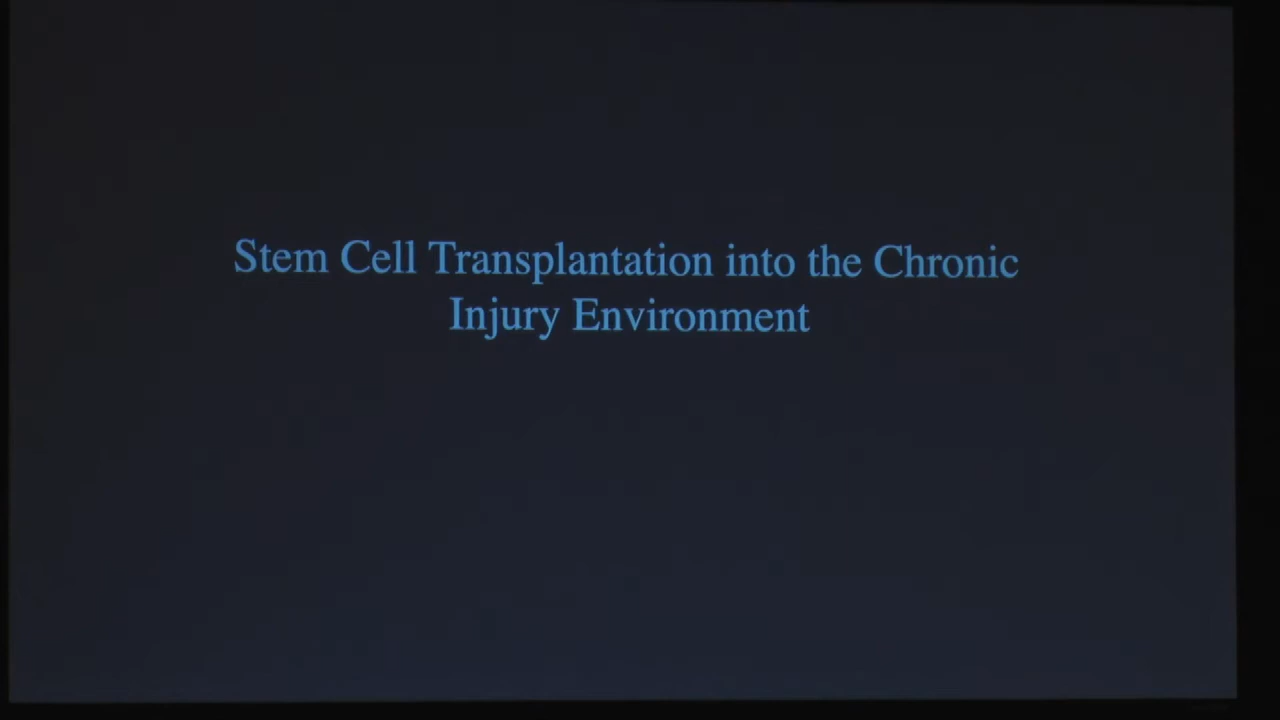 Stem Cell Transplantation into the Chronic
Injury Environment